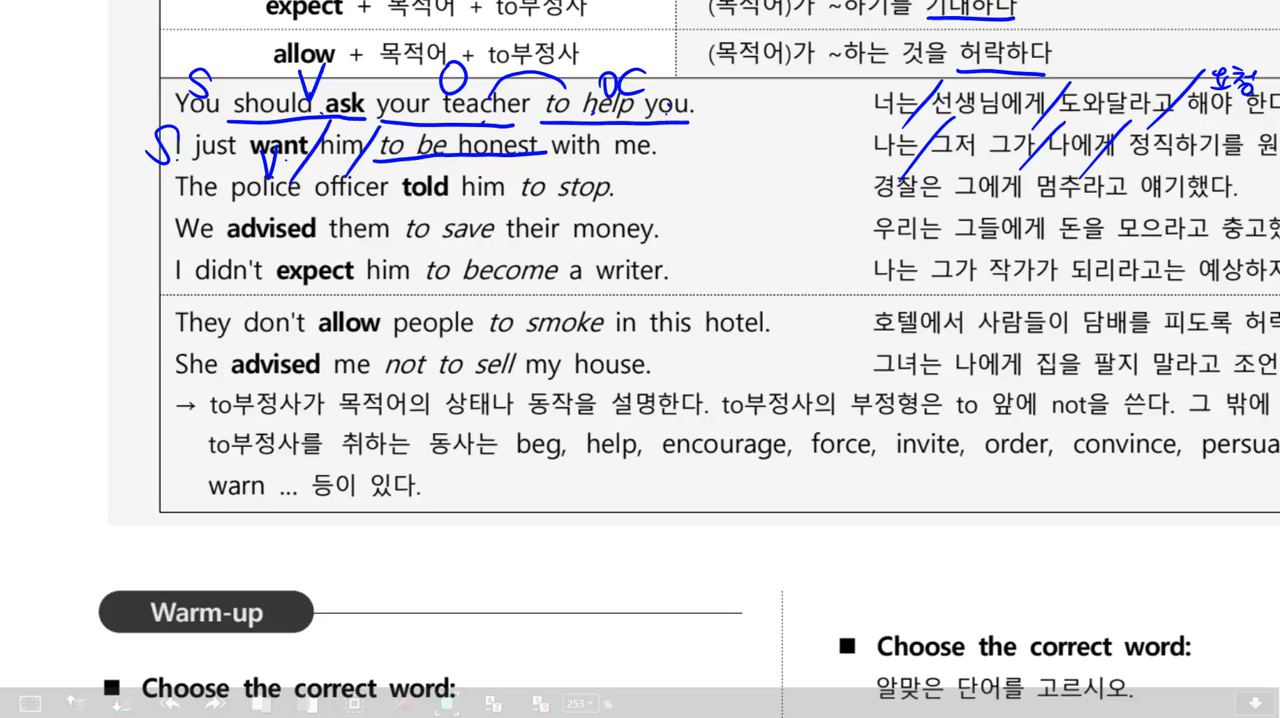 expect + 목적어 + to부정사 (목적어)가 ~하기를 기대하다
allow + 목적어 + to부정사 (목적어)가 ~하는 것을 허락하다
S V O OC 요청
You should ask your teacher to help you. 너는 선생님에게 도와달라고 해야 한다
S V
I just want him to be honest with me. 나는 그저 그가 나에게 정직하기를 원
The police officer told him to stop. 경찰은 그에게 멈추라고 얘기했다.
We advised them to save their money. 우리는 그들에게 돈을 모으라고 충고했
I didn't expect him to become a writer. 나는 그가 작가가 되리라고는 예상하지
They don't allow people to smoke in this hotel. 호텔에서 사람들이 담배를 피도록 허락
She advised me not to sell my house. 그녀는 나에게 집을 팔지 말라고 조언
→ to부정사가 목적어의 상태나 동작을 설명한다. to부정사의 부정형은 to 앞에 not을 쓴다. 그 밖에
to부정사를 취하는 동사는 beg, help, encourage, force, invite, order, convince, persua
warn ... 등이 있다.
Warm-up
■ Choose the correct word:
■ Choose the correct word:
알맞은 단어를 고르시오.
253 %